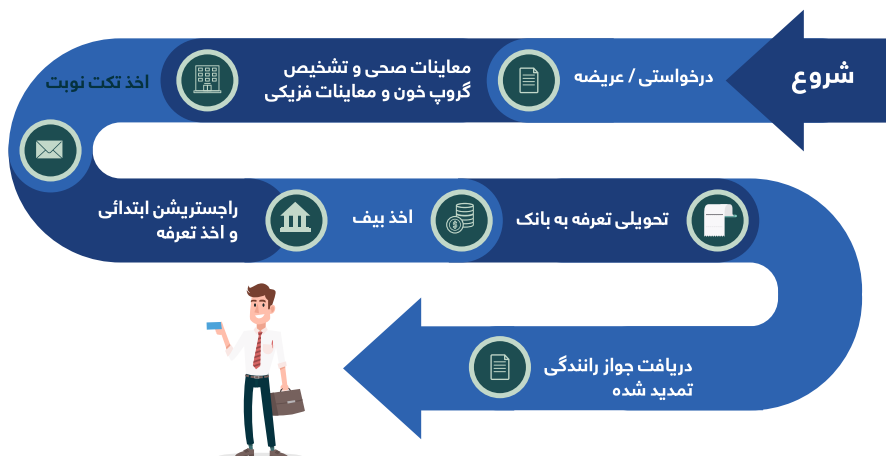 شروع
درخواستی / عریضه
معاینات صحی و تشخیص
گروپ خون و معاینات فزیکی
اخذ تکت نوبت
راجستریشن ابتدائی
و اخذ تعرفه
اخذ بیف
تحویلی تعرفه به بانک
دریافت جواز رانندگی
تمدید شده